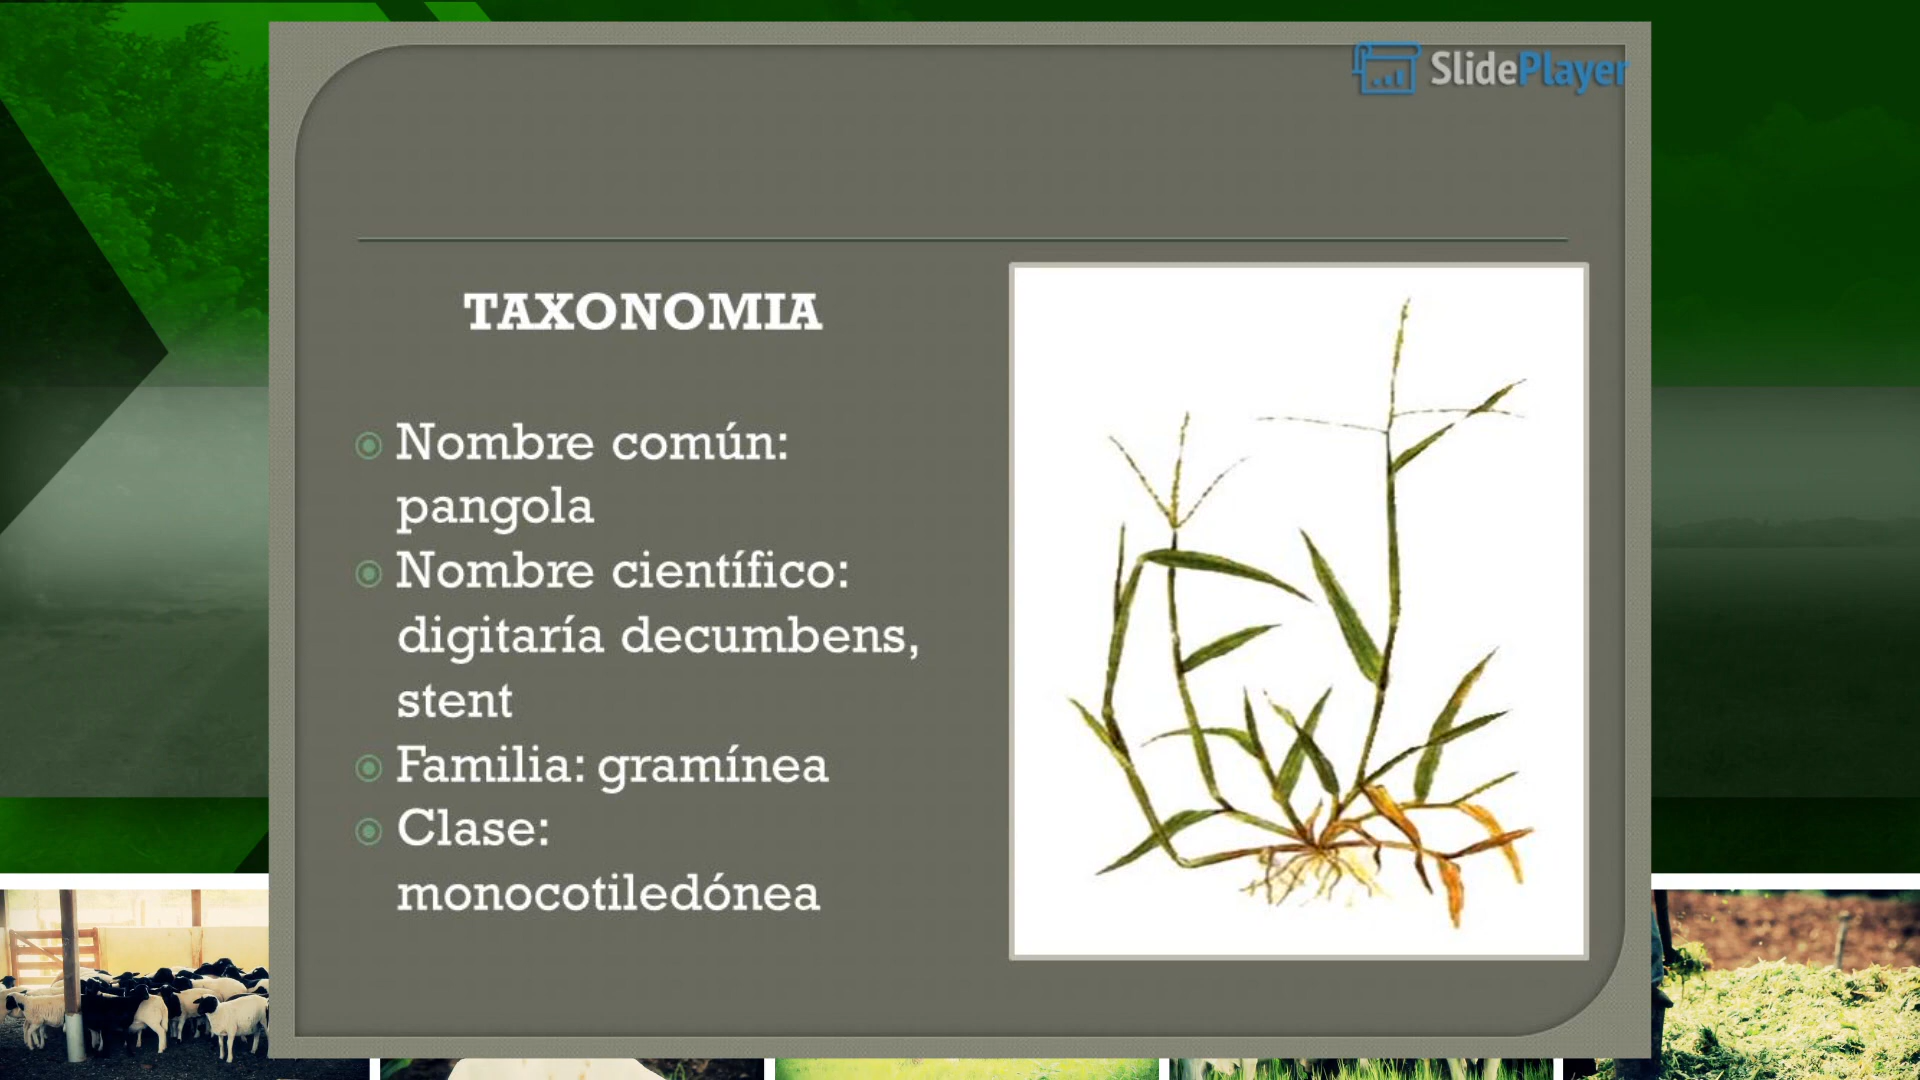 SlidePlayer
TAXONOMIA
Nombre común:
pangola
Nombre científico:
digitaría decumbens,
stent
Familia: gramínea
Clase:
monocotiledónea